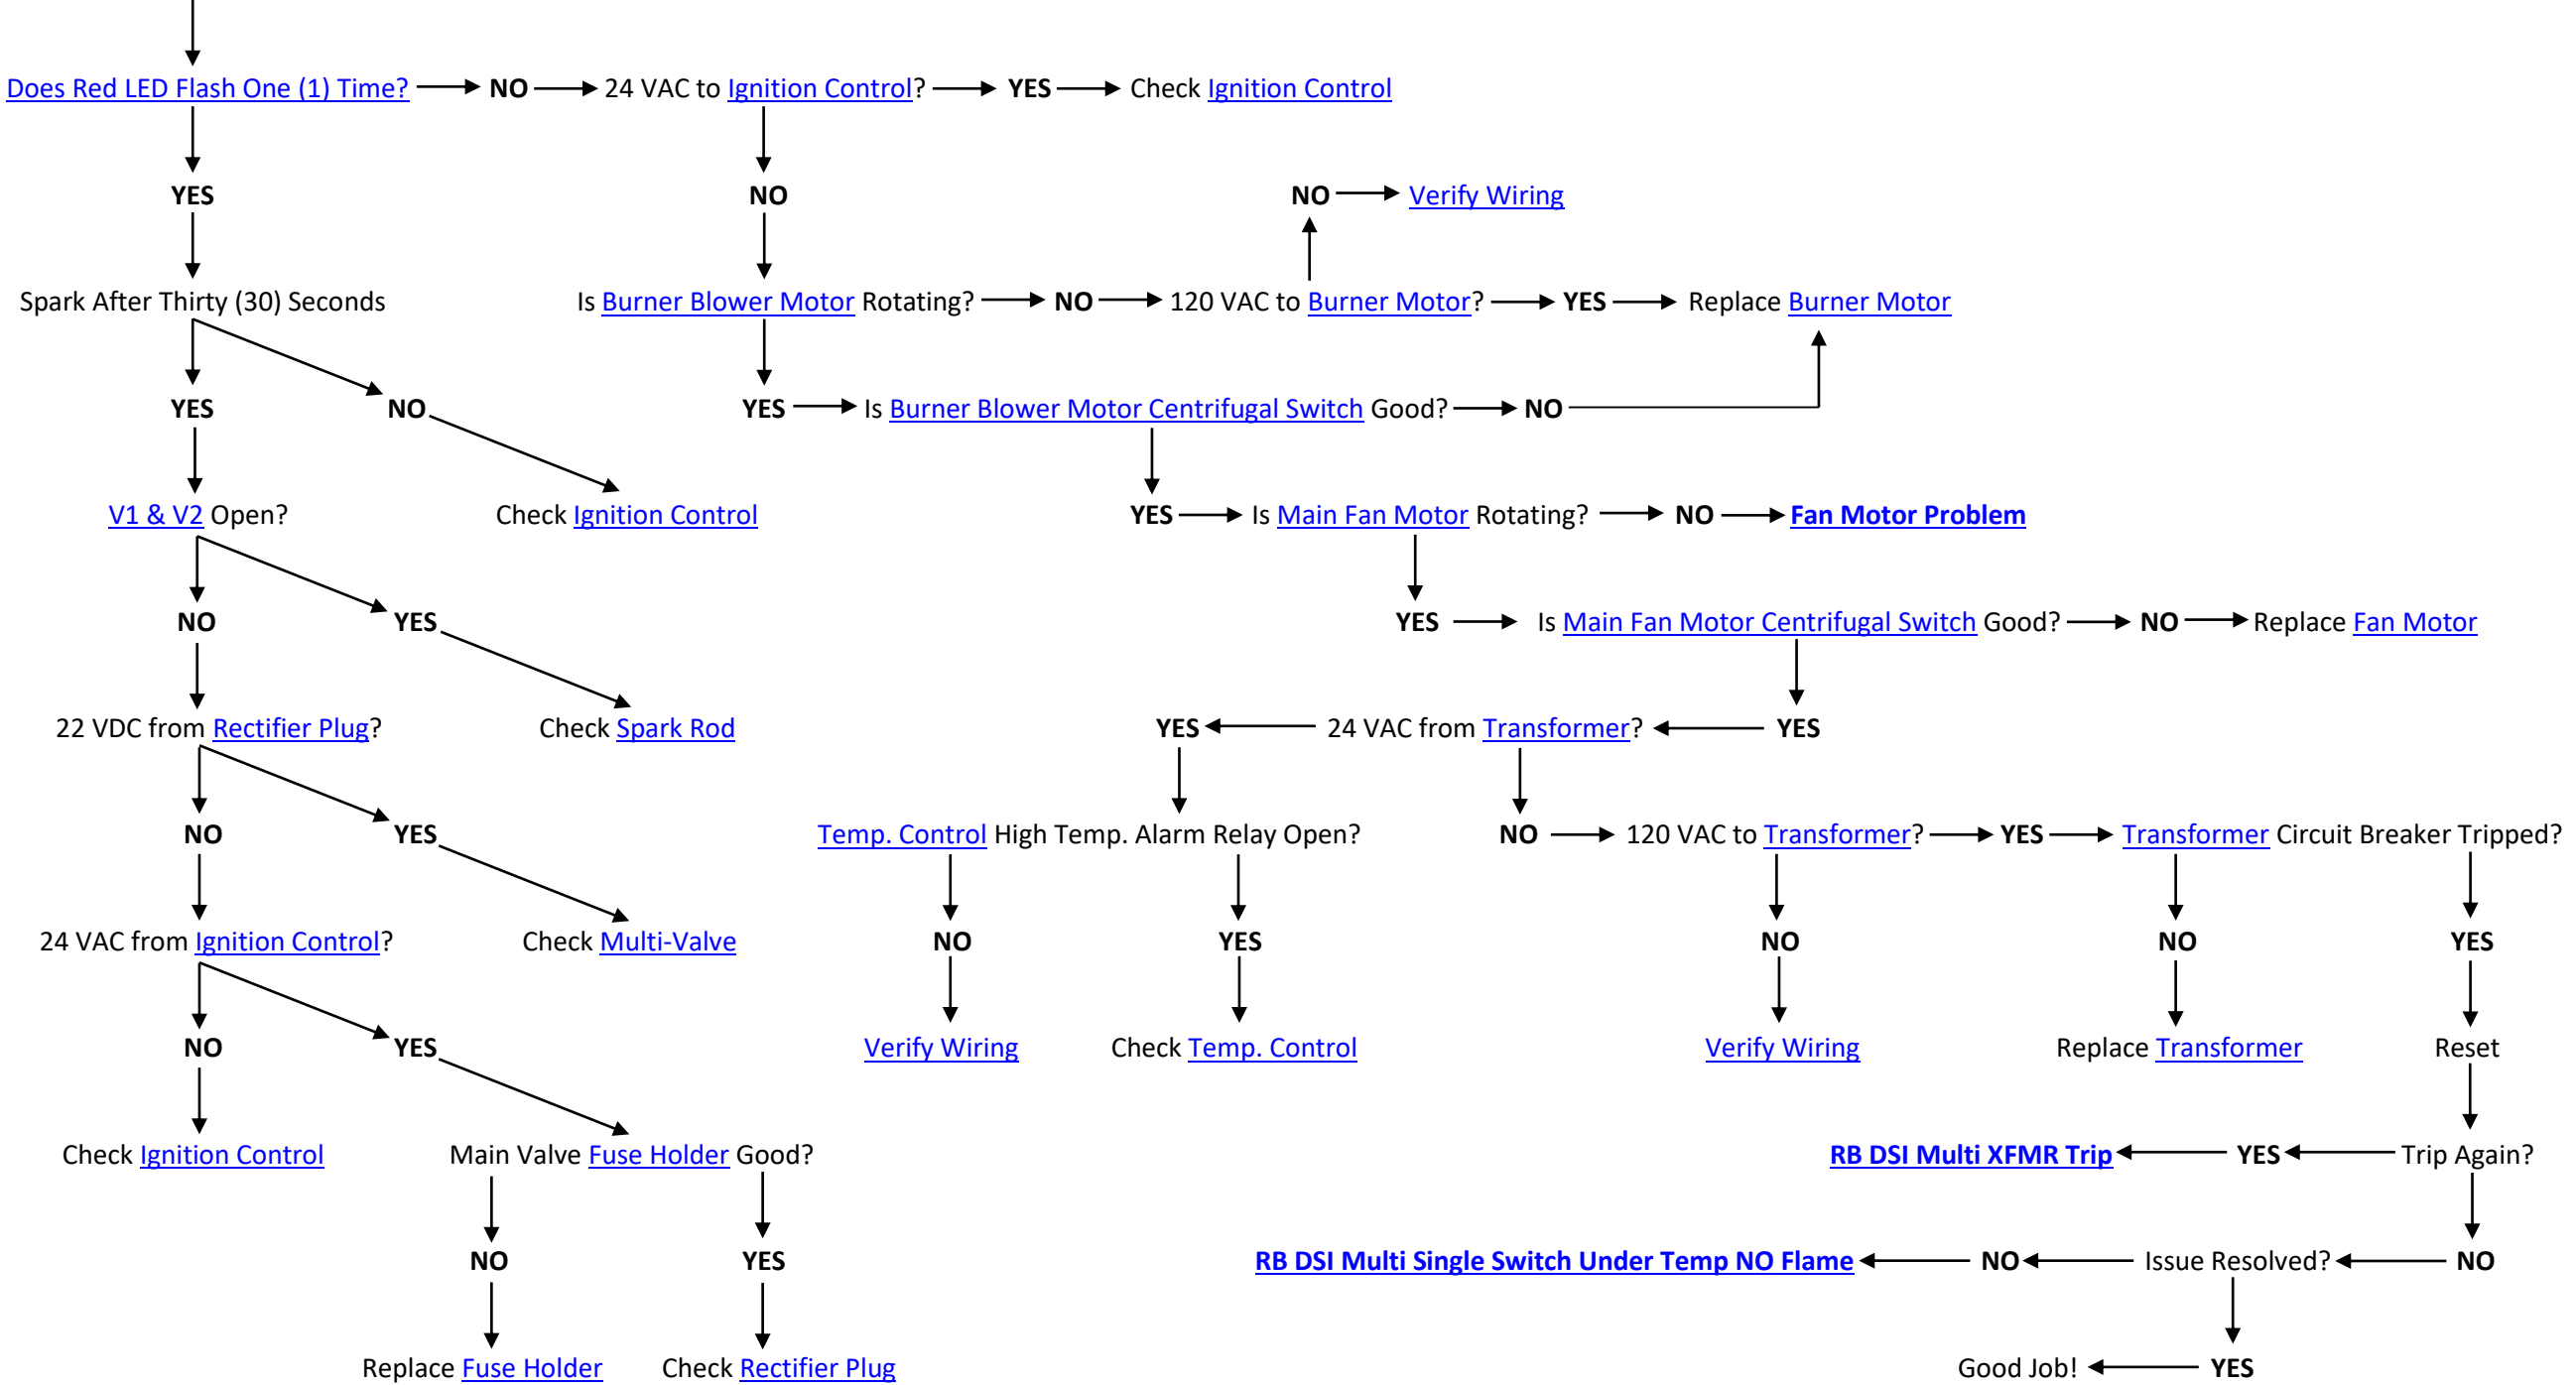 Does Red LED Flash One (1) Time? NO 24 VAC to Ignition Control? YES Check Ignition Control
YES NO NO Verify Wiring
Spark After Thirty (30) Seconds Is Burner Blower Motor Rotating? NO 120 VAC to Burner Motor? YES Replace Burner Motor
YES NO YES Is Burner Blower Motor Centrifugal Switch Good? NO
V1 & V2 Open? Check Ignition Control YES Is Main Fan Motor Rotating? NO Fan Motor Problem
NO YES YES Is Main Fan Motor Centrifugal Switch Good? NO Replace Fan Motor
22 VDC from Rectifier Plug? Check Spark Rod YES 24 VAC from Transformer? YES
NO YES Temp. Control High Temp. Alarm Relay Open? NO 120 VAC to Transformer? YES Transformer Circuit Breaker Tripped?
24 VAC from Ignition Control? Check Multi-Valve NO YES NO NO YES
NO YES Verify Wiring Check Temp. Control Verify Wiring Replace Transformer Reset
Check Ignition Control Main Valve Fuse Holder Good? RB DSI Multi XFMR Trip YES Trip Again?
NO YES RB DSI Multi Single Switch Under Temp NO Flame NO Issue Resolved? NO
Replace Fuse Holder Check Rectifier Plug Good Job! YES